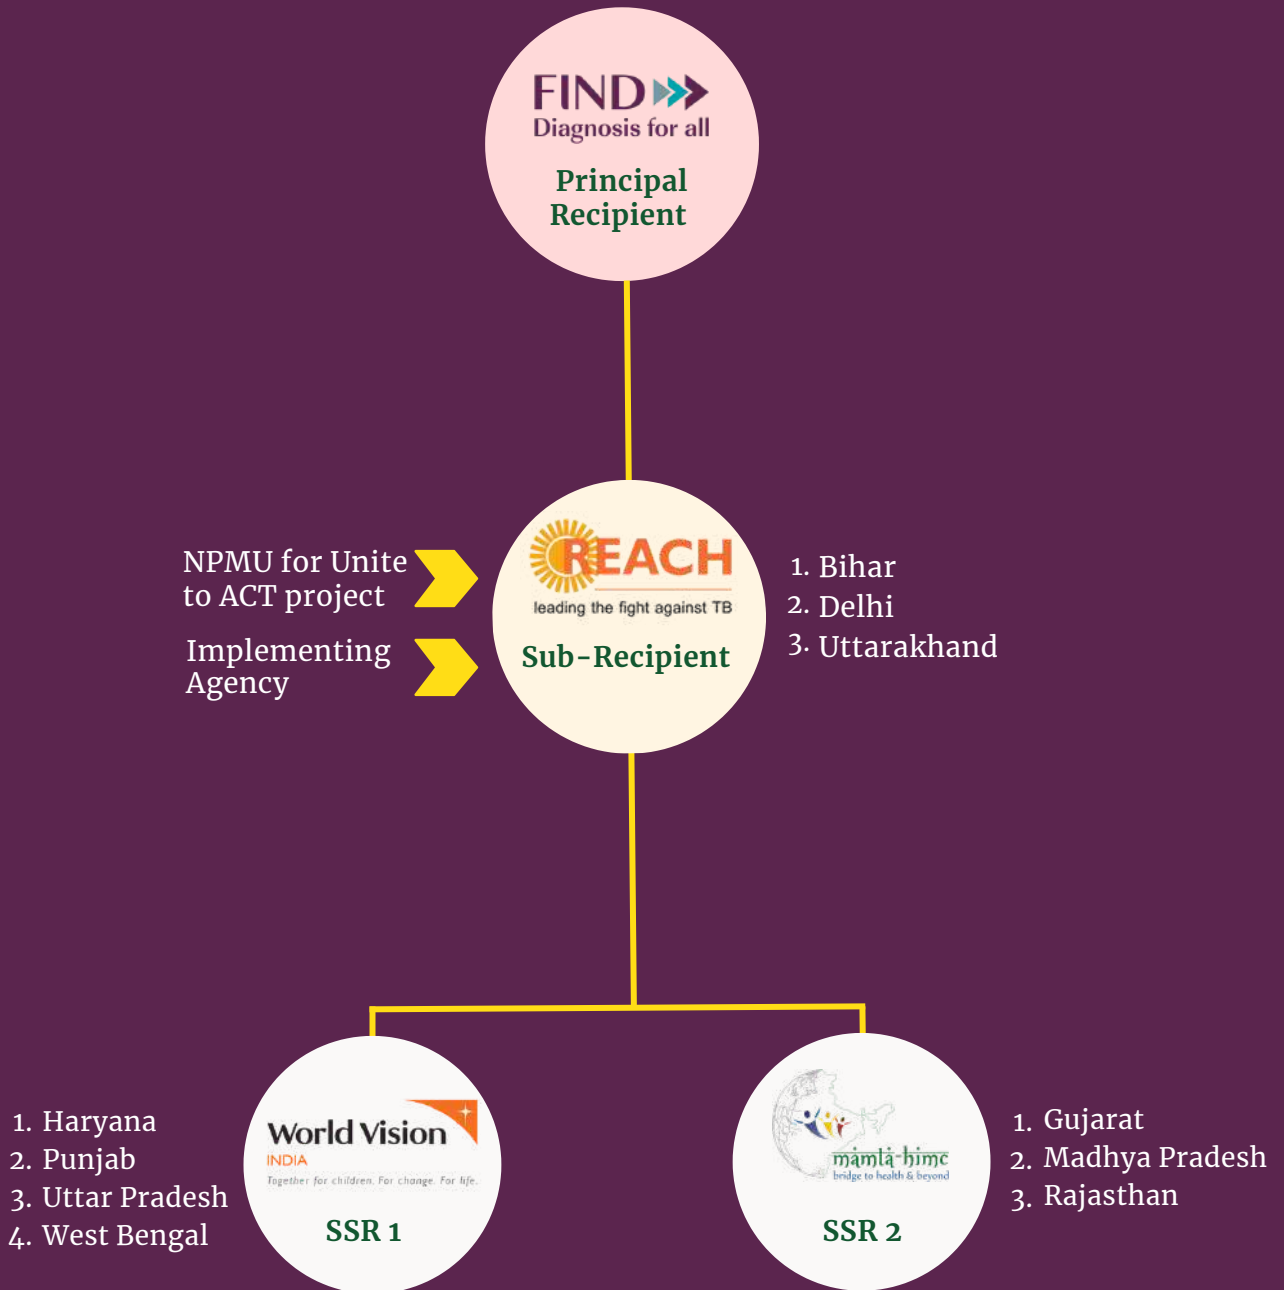 FIND
Diagnosis for all
Principal
Recipient
NPMU for Unite
to ACT project
Implementing
Agency
REACH
leading the fight against TB
Sub-Recipient
1. Bihar
2. Delhi
3. Uttarakhand
1. Haryana
2. Punjab
3. Uttar Pradesh
4. West Bengal
World Vision
INDIA
Together for children. For change. For life.
SSR 1
mamta-himc
bridge to health & beyond
SSR 2
1. Gujarat
2. Madhya Pradesh
3. Rajasthan